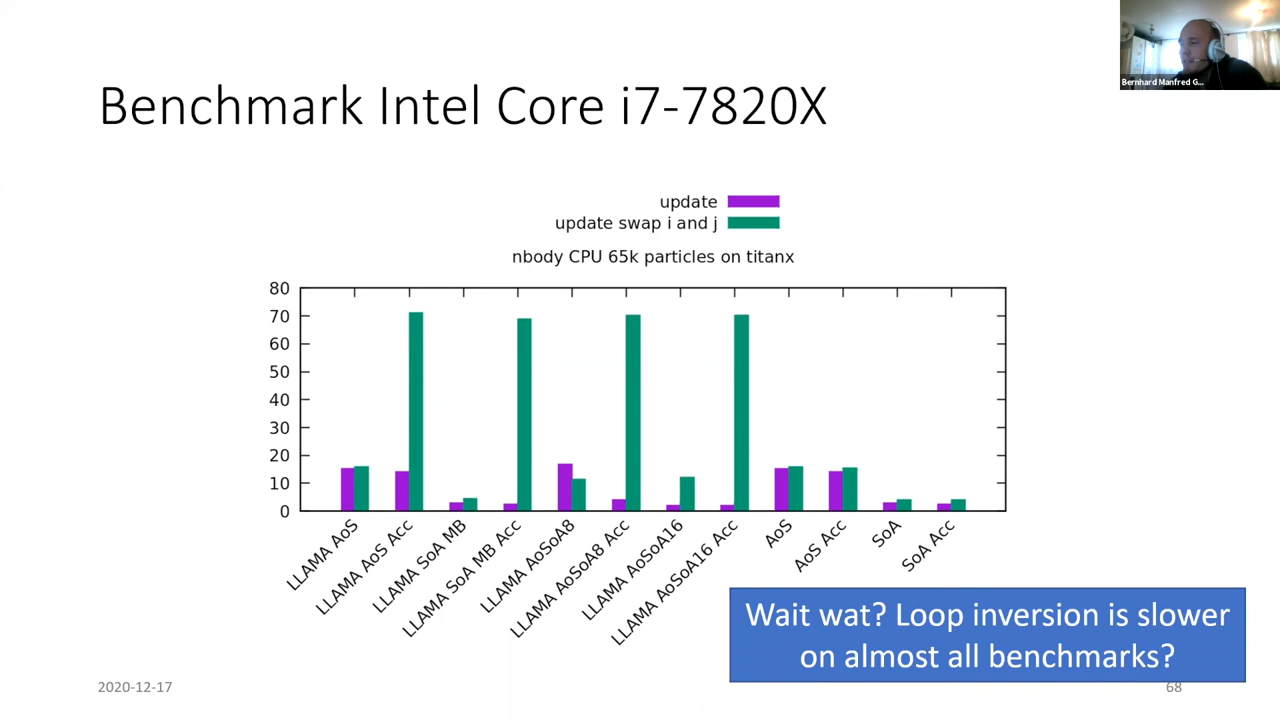 Bernhard Manfred G...
Benchmark Intel Core i7-7820X
update
update swap i and j
nbody CPU 65k particles on titanx
80
70
60
50
40
30
20
10
0
LLAMA AoS
LLAMA AoS Acc
LLAMA SoA MB
LLAMA SoA MB Acc
LLAMA AoSoA8
LLAMA AoSoA8 Acc
LLAMA AoSoA16
LLAMA AoSoA16 Acc
AoS
AoS Acc
SoA
SoA Acc
Wait wat? Loop inversion is slower
on almost all benchmarks?
2020-12-17
68